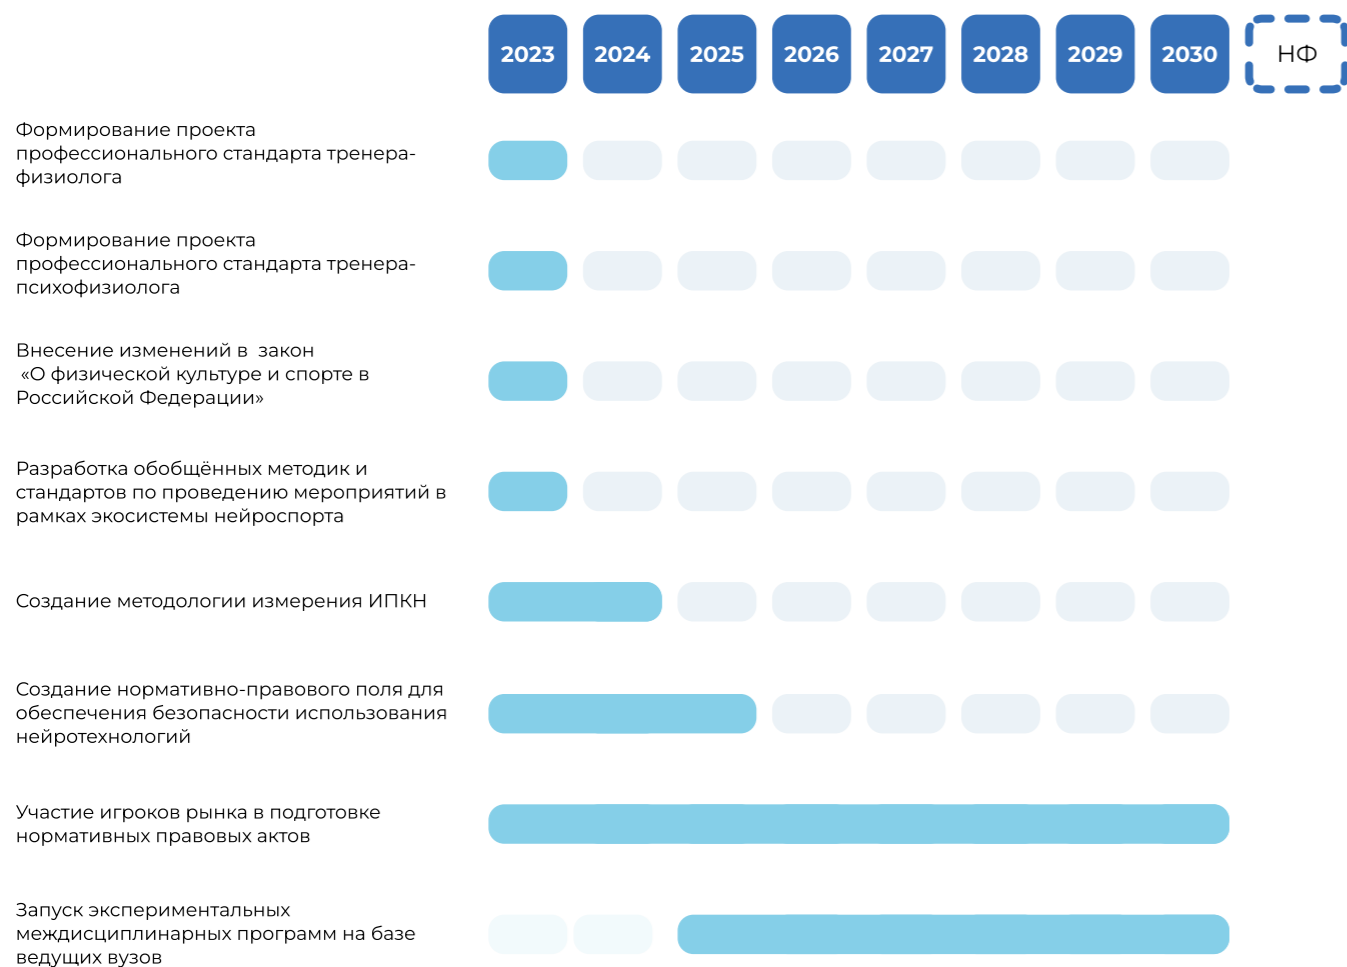 2023 2024 2025 2026 2027 2028 2029 2030 НФ
Формирование проекта
профессионального стандарта тренера-
физиолога
Формирование проекта
профессионального стандарта тренера-
психофизиолога
Внесение изменений в  закон
«О физической культуре и спорте в
Российской Федерации»
Разработка обобщённых методик и
стандартов по проведению мероприятий в
рамках экосистемы нейроспорта
Создание методологии измерения ИПКН
Создание нормативно-правового поля для
обеспечения безопасности использования
нейротехнологий
Участие игроков рынка в подготовке
нормативных правовых актов
Запуск экспериментальных
междисциплинарных программ на базе
ведущих вузов